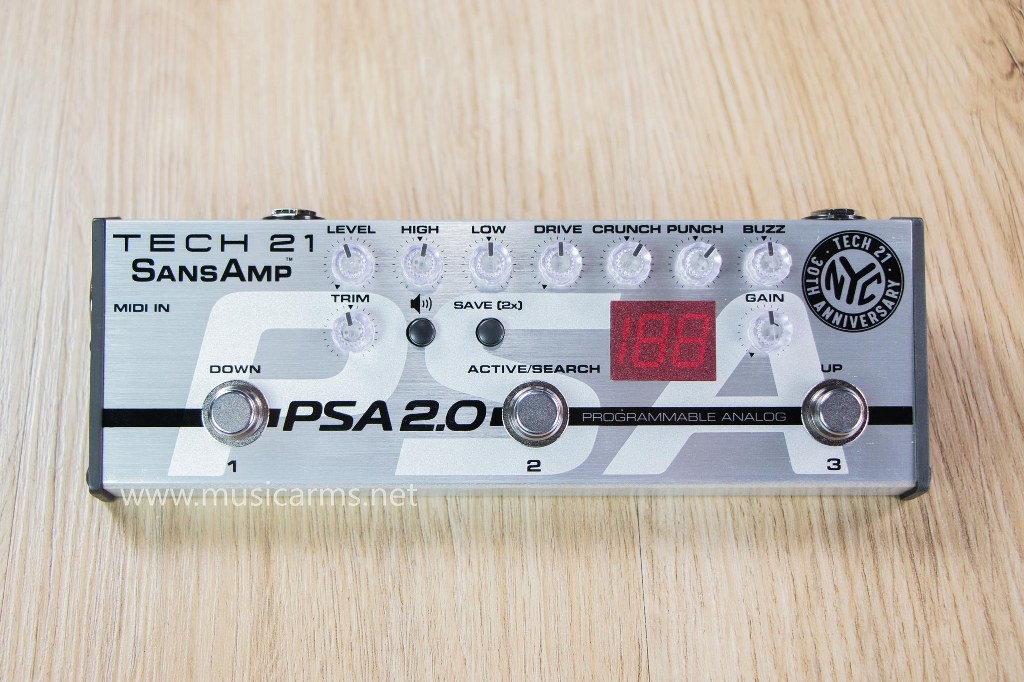 TECH 21
SANSAMP™
LEVEL HIGH LOW DRIVE CRUNCH PUNCH BUZZ
MIDI IN
TRIM
SAVE (2x)
GAIN
188
TECH 21 · 30TH ANNIVERSARY ·
NYC
DOWN
ACTIVE/SEARCH
UP
PSA
PSA 2.0
PROGRAMMABLE ANALOG
1
2
3
www.musicarms.net